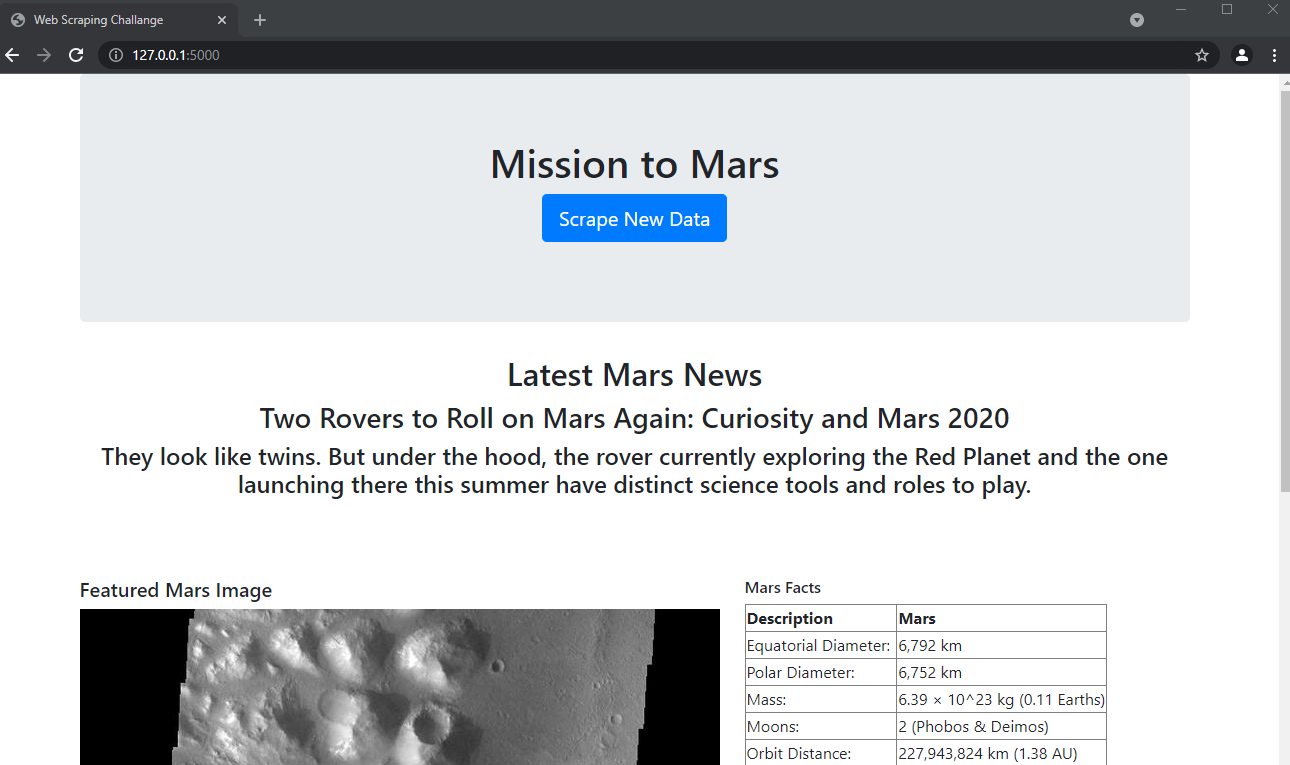 Web Scraping Challange
127.0.0.1:5000
Mission to Mars
Scrape New Data
Latest Mars News
Two Rovers to Roll on Mars Again: Curiosity and Mars 2020
They look like twins. But under the hood, the rover currently exploring the Red Planet and the one
launching there this summer have distinct science tools and roles to play.
Featured Mars Image
Mars Facts
Description Mars
Equatorial Diameter: 6,792 km
Polar Diameter: 6,752 km
Mass: 6.39 × 10^23 kg (0.11 Earths)
Moons: 2 (Phobos & Deimos)
Orbit Distance: 227,943,824 km (1.38 AU)